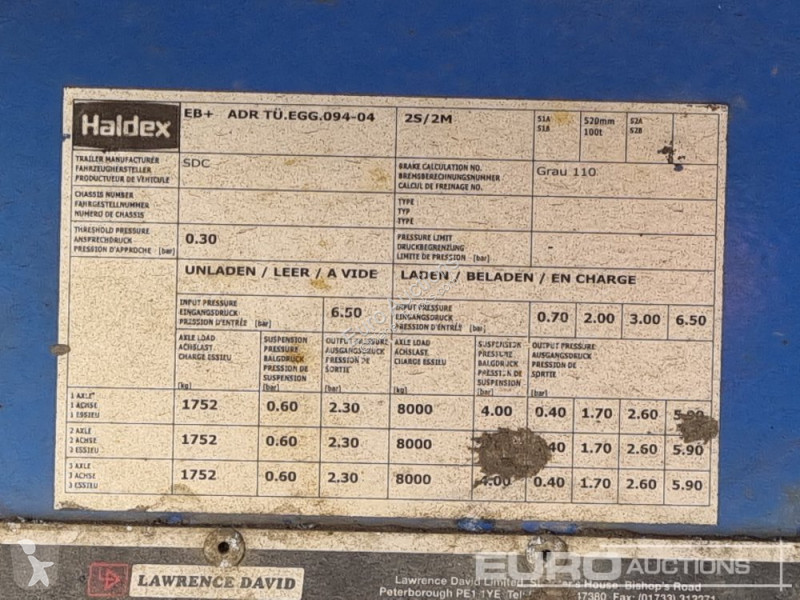 Haldex
EB+ ADR TÜ.EGG.094-04
2S/2M
S1A
S1B
520mm
100t
S2A
S2B
TRAILER MANUFACTURER
FAHRZEUGHERSTELLER
PRODUCTEUR DE VEHICULE
SDC
BRAKE CALCULATION NO.
BREMSBERECHNUNGSNUMMER
CALCUL DE FREINAGE NO.
Grau 110
CHASSIS NUMBER
FAHRGESTELLNUMMER
NUMERO DE CHASSIS
TYPE
TYP
TYPE
THRESHOLD PRESSURE
ANSPRECHDRUCK
PRESSION D'APPROCHE [bar]
0.30
PRESSURE LIMIT
DRUCKBEGRENZUNG
LIMITE DE PRESSION [bar]
UNLADEN / LEER / A VIDE
LADEN / BELADEN / EN CHARGE
INPUT PRESSURE
EINGANGSDRUCK
PRESSION D'ENTRÉE [bar]
6.50
INPUT PRESSURE
EINGANGSDRUCK
PRESSION D'ENTRÉE [bar]
0.70 2.00 3.00 6.50
AXLE LOAD
ACHSLAST
CHARGE ESSIEU
[kg]
SUSPENSION
PRESSURE
BALGDRUCK
PRESSION DE
SUSPENSION
[bar]
OUTPUT PRESSURE
AUSGANGSDRUCK
PRESSION DE
SORTIE
[bar]
AXLE LOAD
ACHSLAST
CHARGE ESSIEU
[kg]
SUSPENSION
PRESSURE
BALGDRUCK
PRESSION DE
SUSPENSION
[bar]
OUTPUT PRESSURE
AUSGANGSDRUCK
PRESSION DE
SORTIE
[bar]
1 AXLE
1 ACHSE
1 ESSIEU
1752 0.60 2.30 8000 4.00 0.40 1.70 2.60 5.90
2 AXLE
2 ACHSE
2 ESSIEU
1752 0.60 2.30 8000 1.70 2.60 5.90
3 AXLE
3 ACHSE
3 ESSIEU
1752 0.60 2.30 8000 4.00 0.40 1.70 2.60 5.90
LD LAWRENCE DAVID
Lawrence David Limited, House, Bishop's Road
Peterborough PE1 1YE Tel: 47380 Fax: (01733) 312271
EURO AUCTIONS